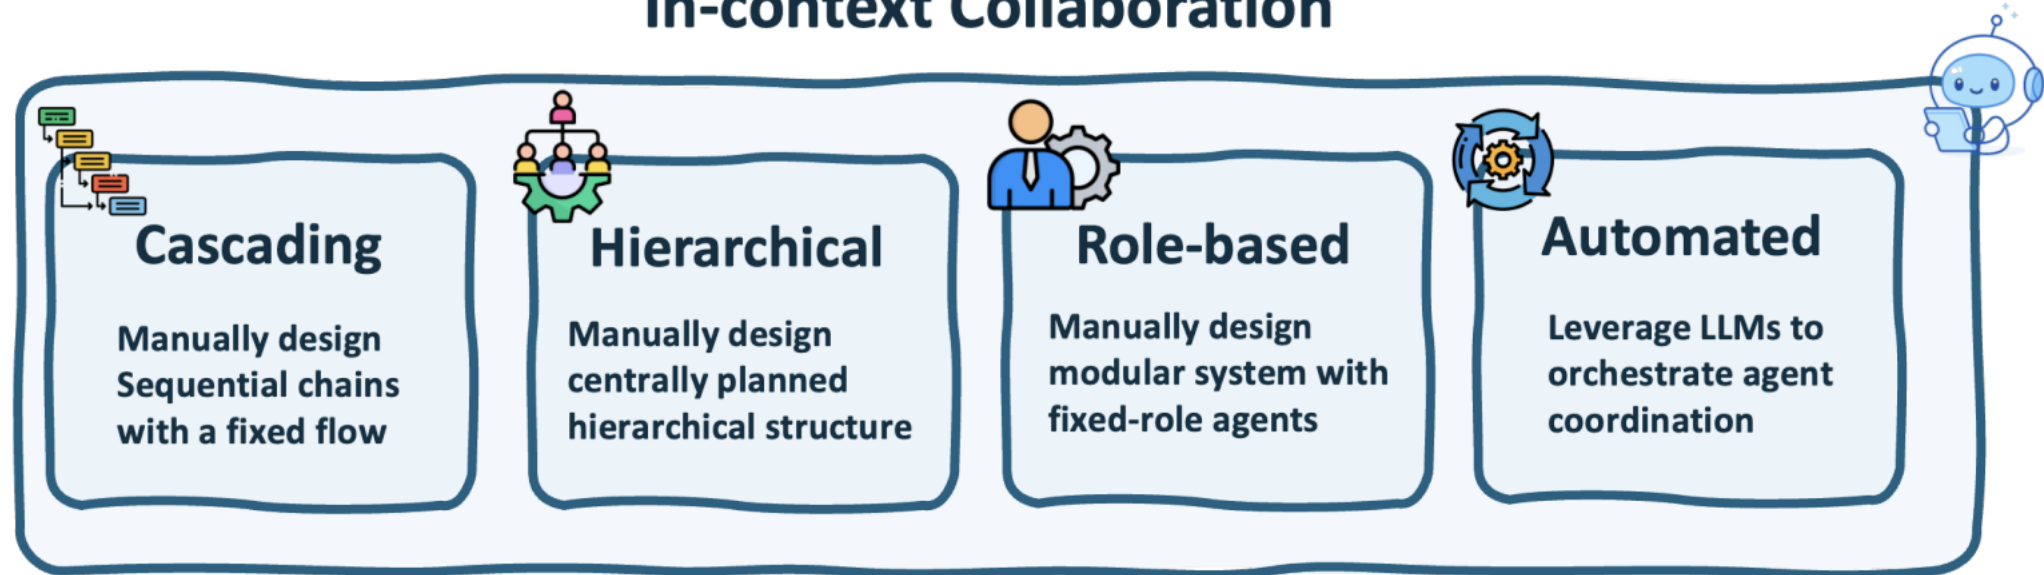 In-context Collaboration
Cascading
Manually design
Sequential chains
with a fixed flow
Hierarchical
Manually design
centrally planned
hierarchical structure
Role-based
Manually design
modular system with
fixed-role agents
Automated
Leverage LLMs to
orchestrate agent
coordination